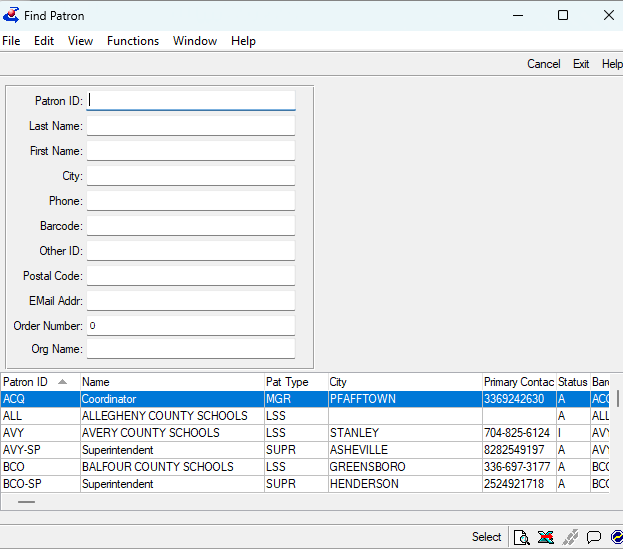 Find Patron
File Edit View Functions Window Help
Cancel Exit Help
Patron ID:
Last Name:
First Name:
City:
Phone:
Barcode:
Other ID:
Postal Code:
EMail Addr:
Order Number: 0
Org Name:
Patron ID Name Pat Type City Primary Contac Status Barc
ACQ Coordinator MGR PFAFFTOWN 3369242630 A ACQ
ALL ALLEGHENY COUNTY SCHOOLS LSS A ALL
AVY AVERY COUNTY SCHOOLS LSS STANLEY 704-825-6124 I AVY
AVY-SP Superintendent SUPR ASHEVILLE 8282549197 A AVY
BCO BALFOUR COUNTY SCHOOLS LSS GREENSBORO 336-697-3177 A BCO
BCO-SP Superintendent SUPR HENDERSON 2524921718 A BCO
Select